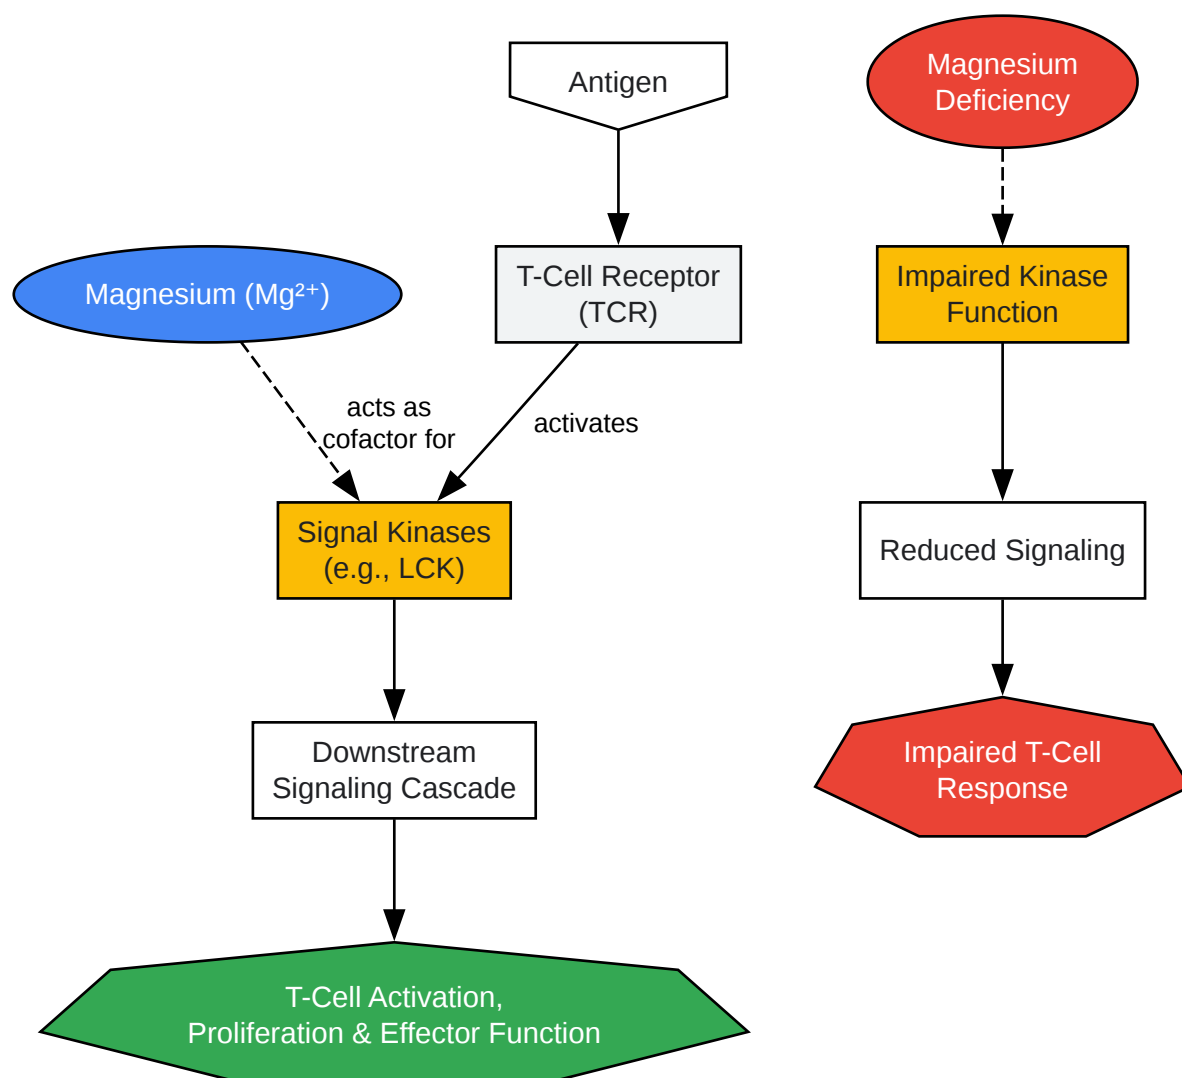 Antigen
Magnesium
Deficiency
Magnesium (Mg²⁺)
T-Cell Receptor
(TCR)
Impaired Kinase
Function
acts as
cofactor for
activates
Signal Kinases
(e.g., LCK)
Reduced Signaling
Downstream
Signaling Cascade
Impaired T-Cell
Response
T-Cell Activation,
Proliferation & Effector Function